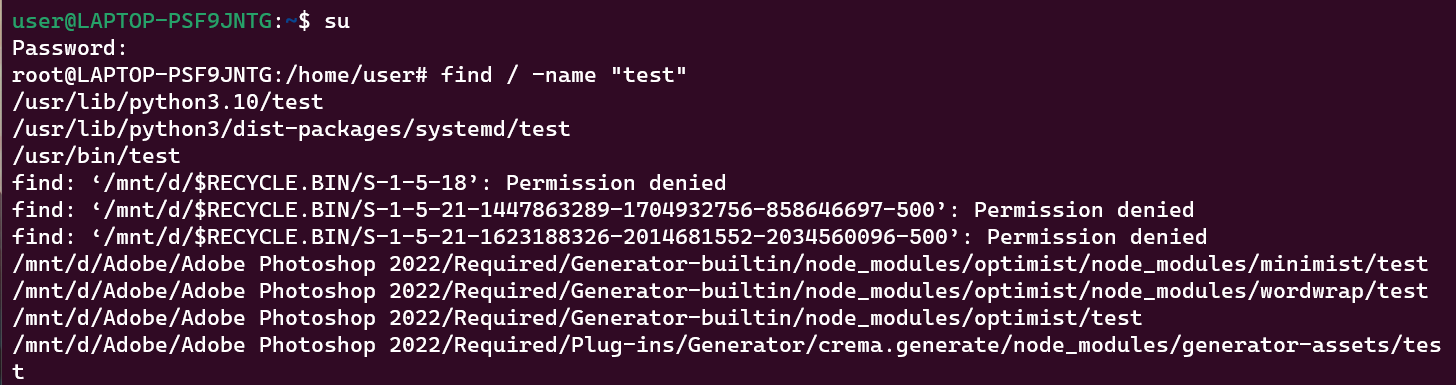 user@LAPTOP-PSF9JNTG:~$ su
Password:
root@LAPTOP-PSF9JNTG:/home/user# find / -name "test"
/usr/lib/python3.10/test
/usr/lib/python3/dist-packages/systemd/test
/usr/bin/test
find: ‘/mnt/d/$RECYCLE.BIN/S-1-5-18’: Permission denied
find: ‘/mnt/d/$RECYCLE.BIN/S-1-5-21-1447863289-1704932756-858646697-500’: Permission denied
find: ‘/mnt/d/$RECYCLE.BIN/S-1-5-21-1623188326-2014681552-2034560096-500’: Permission denied
/mnt/d/Adobe/Adobe Photoshop 2022/Required/Generator-builtin/node_modules/optimist/node_modules/minimist/test
/mnt/d/Adobe/Adobe Photoshop 2022/Required/Generator-builtin/node_modules/optimist/node_modules/wordwrap/test
/mnt/d/Adobe/Adobe Photoshop 2022/Required/Generator-builtin/node_modules/optimist/test
/mnt/d/Adobe/Adobe Photoshop 2022/Required/Plug-ins/Generator/crema.generate/node_modules/generator-assets/tes
t